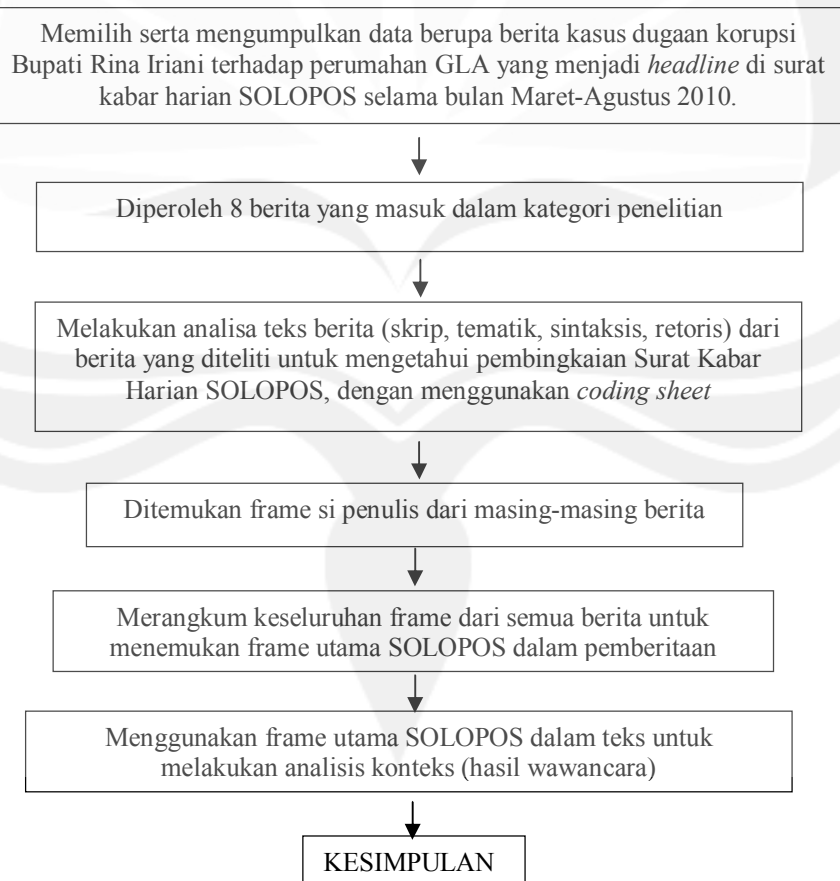 Memilih serta mengumpulkan data berupa berita kasus dugaan korupsi
Bupati Rina Iriani terhadap perumahan GLA yang menjadi headline di surat
kabar harian SOLOPOS selama bulan Maret-Agustus 2010.
Diperoleh 8 berita yang masuk dalam kategori penelitian
Melakukan analisa teks berita (skrip, tematik, sintaksis, retoris) dari
berita yang diteliti untuk mengetahui pembingkaian Surat Kabar
Harian SOLOPOS, dengan menggunakan coding sheet
Ditemukan frame si penulis dari masing-masing berita
Merangkum keseluruhan frame dari semua berita untuk
menemukan frame utama SOLOPOS dalam pemberitaan
Menggunakan frame utama SOLOPOS dalam teks untuk
melakukan analisis konteks (hasil wawancara)
KESIMPULAN